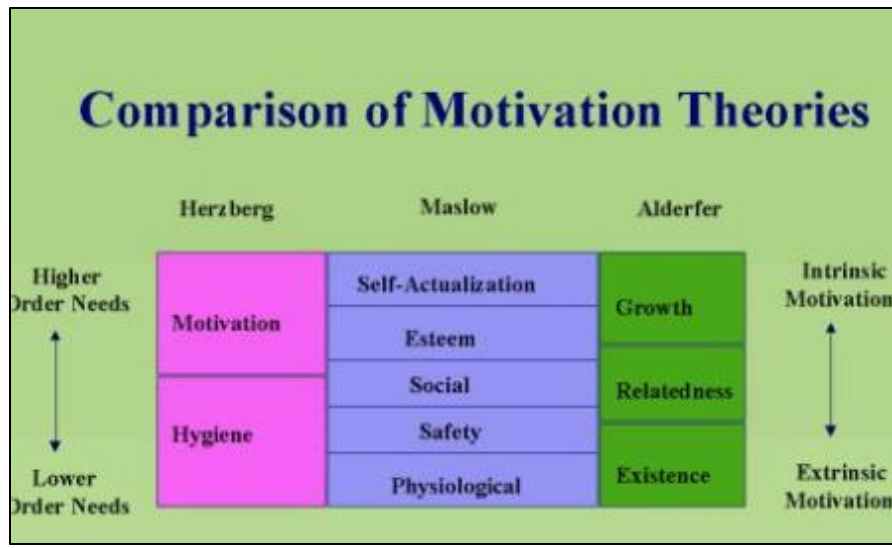 Comparison of Motivation Theories
Herzberg
Maslow
Alderfer
Higher
Order Needs
Lower
Order Needs
Motivation
Hygiene
Self-Actualization
Esteem
Social
Safety
Physiological
Growth
Relatedness
Existence
Intrinsic
Motivation
Extrinsic
Motivation